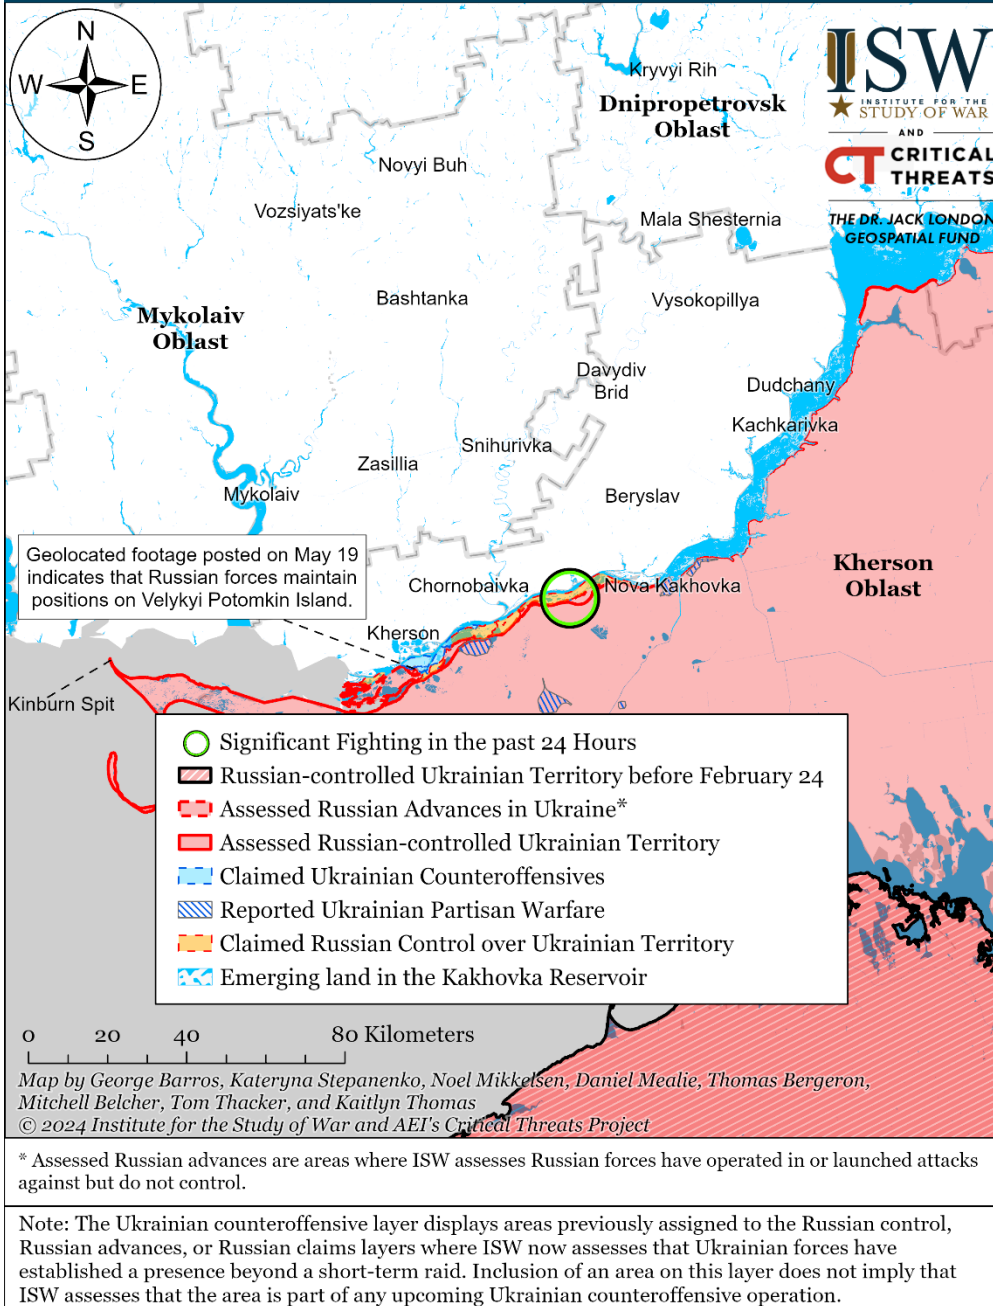 N
W
E
S
ISW
INSTITUTE FOR THE
STUDY OF WAR
AND
CT CRITICAL
THREATS
THE DR. JACK LONDON
GEOSPATIAL FUND
Kryvyi Rih
Dnipropetrovsk
Oblast
Novyi Buh
Vozsiyats'ke
Mala Shesternia
Bashtanka
Vysokopillya
Mykolaiv
Oblast
Davydiv
Brid
Dudchany
Kachkarivka
Snihurivka
Zasillia
Mykolaiv
Beryslav
Geolocated footage posted on May 19
indicates that Russian forces maintain
positions on Velykyi Potomkin Island.
Kherson
Oblast
Chornobaivka
Nova Kakhovka
Kherson
Kinburn Spit
Significant Fighting in the past 24 Hours
Russian-controlled Ukrainian Territory before February 24
Assessed Russian Advances in Ukraine*
Assessed Russian-controlled Ukrainian Territory
Claimed Ukrainian Counteroffensives
Reported Ukrainian Partisan Warfare
Claimed Russian Control over Ukrainian Territory
Emerging land in the Kakhovka Reservoir
0 20 40 80 Kilometers
Map by George Barros, Kateryna Stepanenko, Noel Mikkelsen, Daniel Mealie, Thomas Bergeron,
Mitchell Belcher, Tom Thacker, and Kaitlyn Thomas
© 2024 Institute for the Study of War and AEI's Critical Threats Project
* Assessed Russian advances are areas where ISW assesses Russian forces have operated in or launched attacks
against but do not control.
Note: The Ukrainian counteroffensive layer displays areas previously assigned to the Russian control,
Russian advances, or Russian claims layers where ISW now assesses that Ukrainian forces have
established a presence beyond a short-term raid. Inclusion of an area on this layer does not imply that
ISW assesses that the area is part of any upcoming Ukrainian counteroffensive operation.